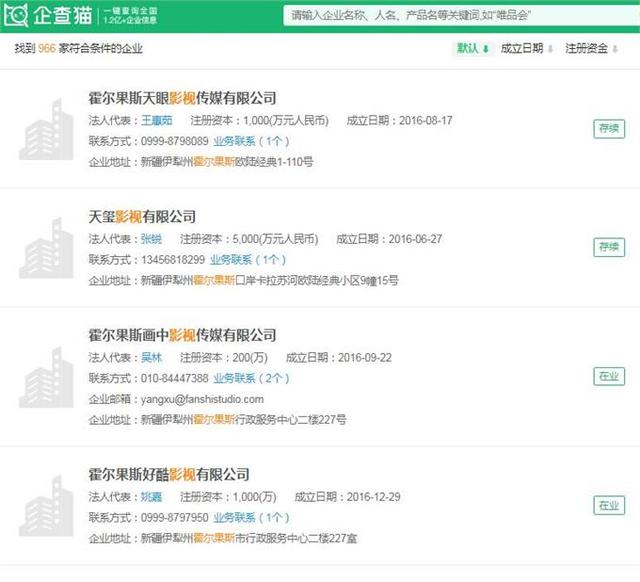 企查猫
一键查询全国
1.2亿+企业信息
请输入企业名称、人名、产品名等关键词,如“唯品会”
找到 966 家符合条件的企业
默认 成立日期 注册资金
霍尔果斯天眼影视传媒有限公司
法人代表：王惠茹 注册资本：1,000(万元人民币) 成立日期：2016-08-17
存续
联系方式：0999-8798089 业务联系（1个）
企业地址：新疆伊犁州霍尔果斯欧陆经典1-110号
天玺影视有限公司
法人代表：张锐 注册资本：5,000(万元人民币) 成立日期：2016-06-27
存续
联系方式：13456818299 业务联系（1个）
企业地址：新疆伊犁州霍尔果斯口岸卡拉苏河欧陆经典小区9幢15号
霍尔果斯画中影视传媒有限公司
法人代表：吴林 注册资本：200(万) 成立日期：2016-09-22
在业
联系方式：010-84447388 业务联系（2个）
企业邮箱：yangxu@fanshistudio.com
企业地址：新疆伊犁州霍尔果斯行政服务中心二楼227号
霍尔果斯好酷影视有限公司
法人代表：姚嘉 注册资本：1,000(万) 成立日期：2016-12-29
在业
联系方式：0999-8797950 业务联系（1个）
企业地址：新疆伊犁州霍尔果斯市行政服务中心二楼227室